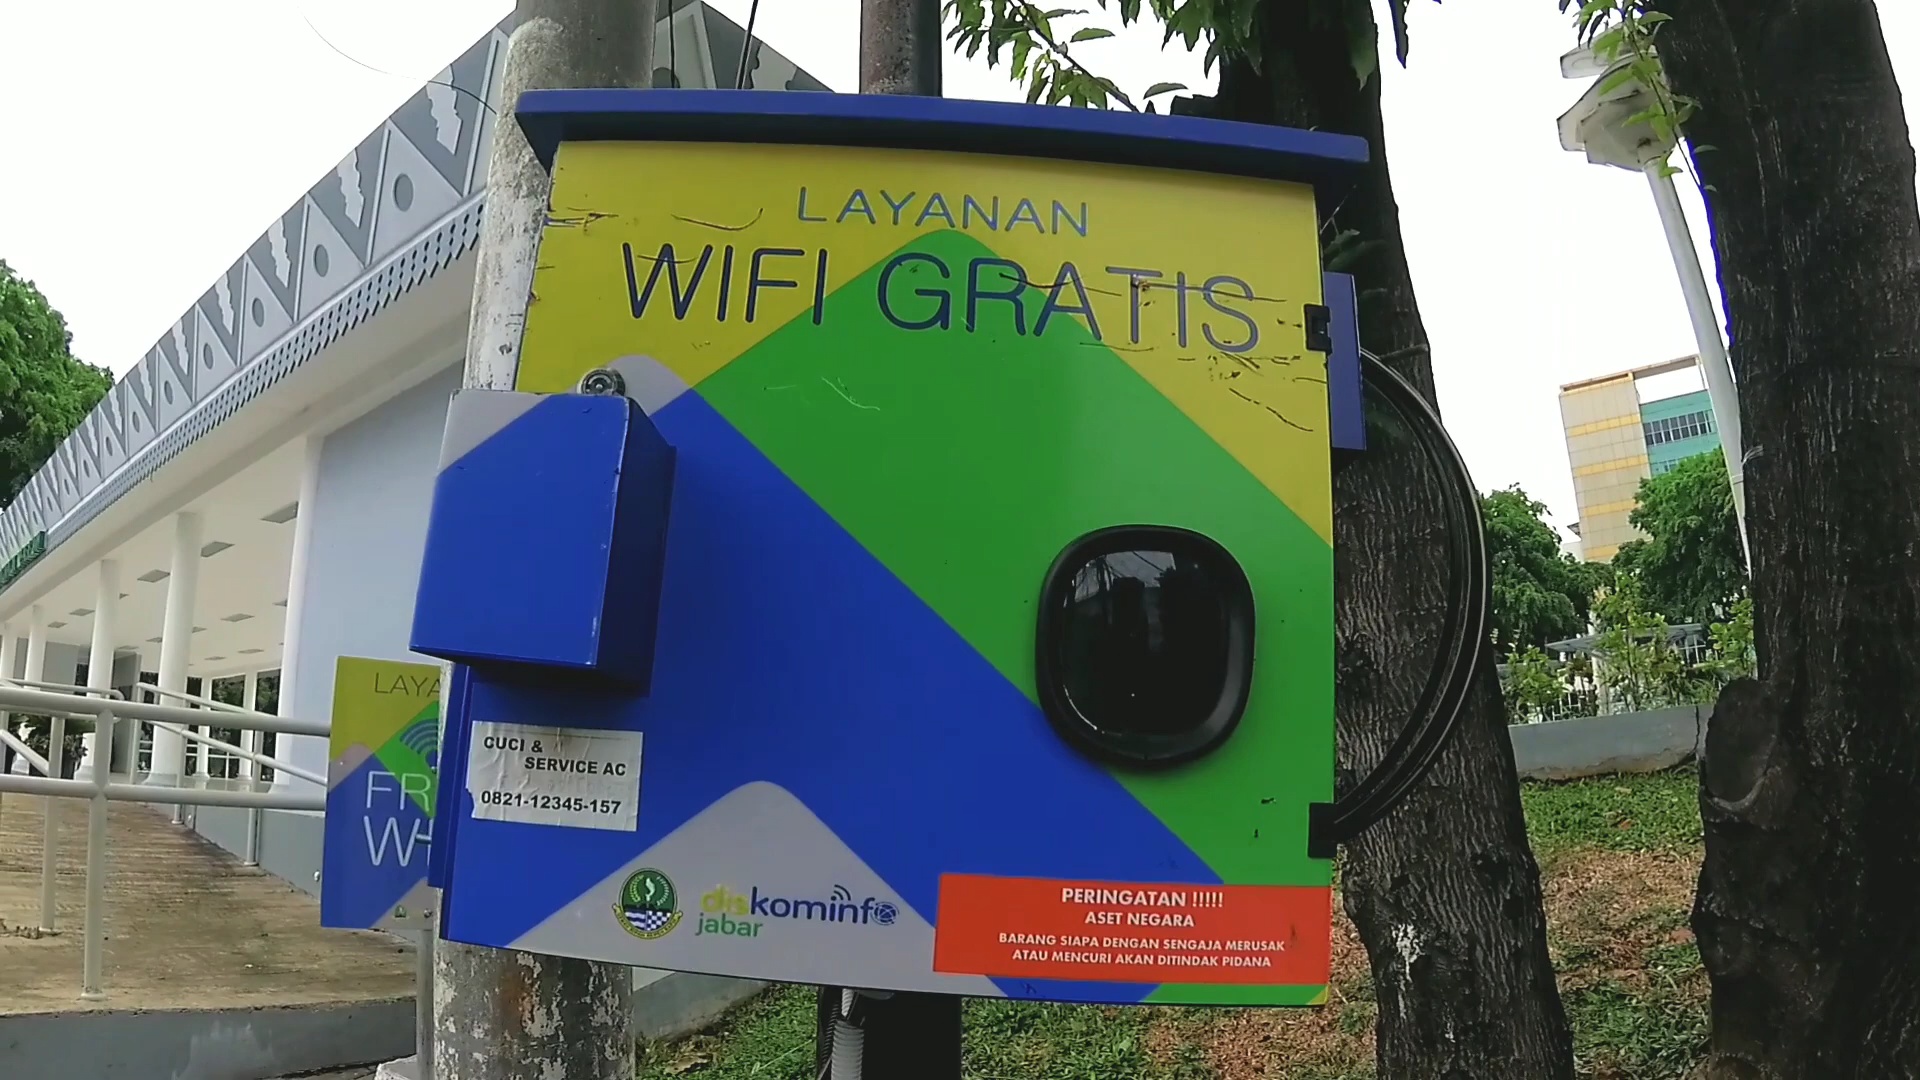 LAYANAN
WIFI GRATIS
CUCI &
SERVICE AC
0821-12345-157
diskominfo
jabar
PERINGATAN !!!!!
ASET NEGARA
BARANG SIAPA DENGAN SENGAJA MERUSAK
ATAU MENCURI AKAN DITINDAK PIDANA
LAYA
FR
W